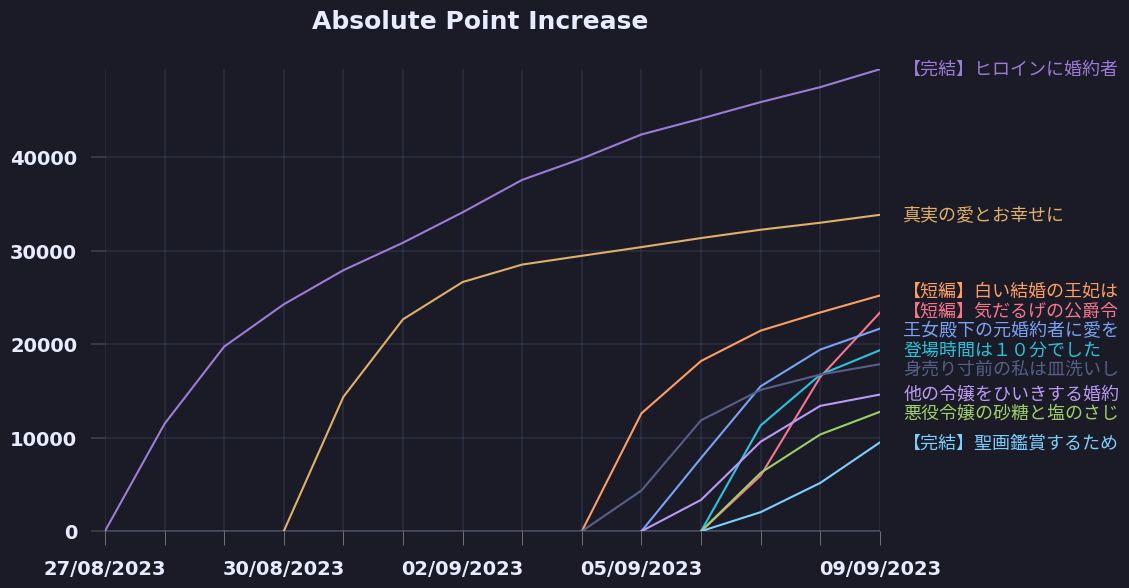 Absolute Point Increase
【完結】ヒロインに婚約者
40000
真実の愛とお幸せに
30000
【短編】白い結婚の王妃は
【短編】気だるげの公爵令
王女殿下の元婚約者に愛を
20000
登場時間は１０分でした
身売り寸前の私は皿洗いし
他の令嬢をひいきする婚約
悪役令嬢の砂糖と塩のさじ
10000
【完結】聖画鑑賞するため
0
27/08/2023 30/08/2023 02/09/2023 05/09/2023 09/09/2023